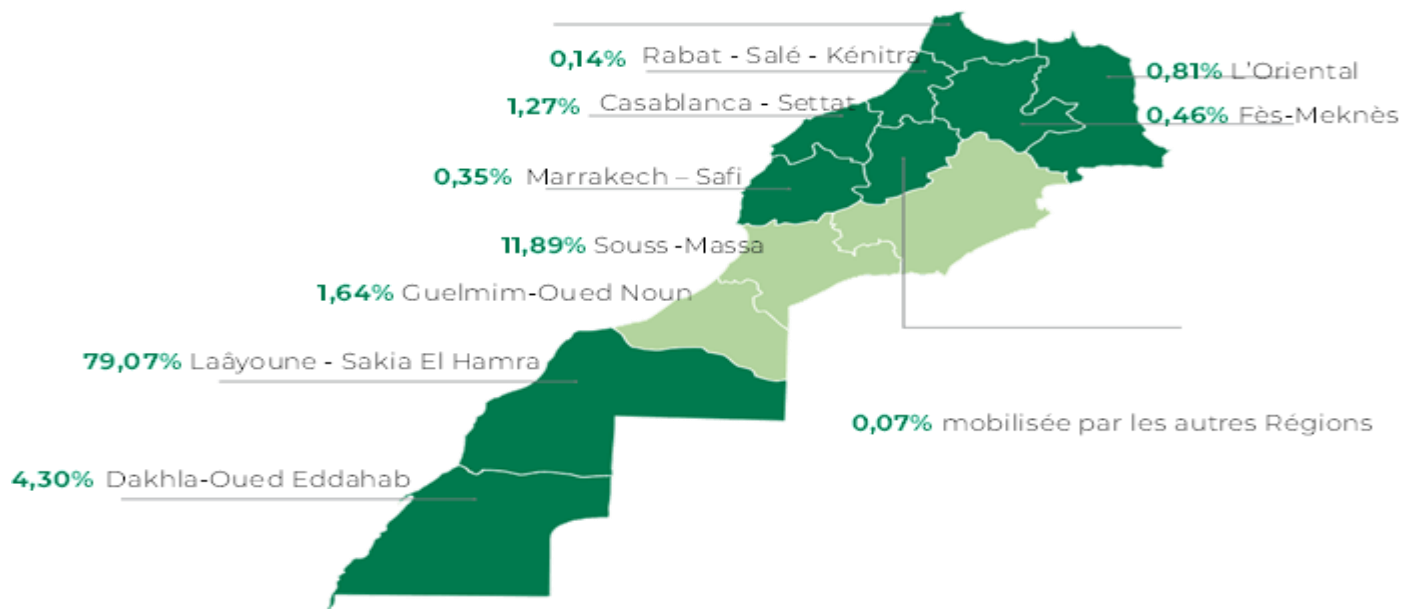 0,14% Rabat - Salé - Kénitra
0,81% L'Oriental
1,27% Casablanca - Settat
0,46% Fès-Meknès
0,35% Marrakech – Safi
11,89% Souss -Massa
1,64% Guelmim-Oued Noun
79,07% Laâyoune - Sakia El Hamra
0,07% mobilisée par les autres Régions
4,30% Dakhla-Oued Eddahab